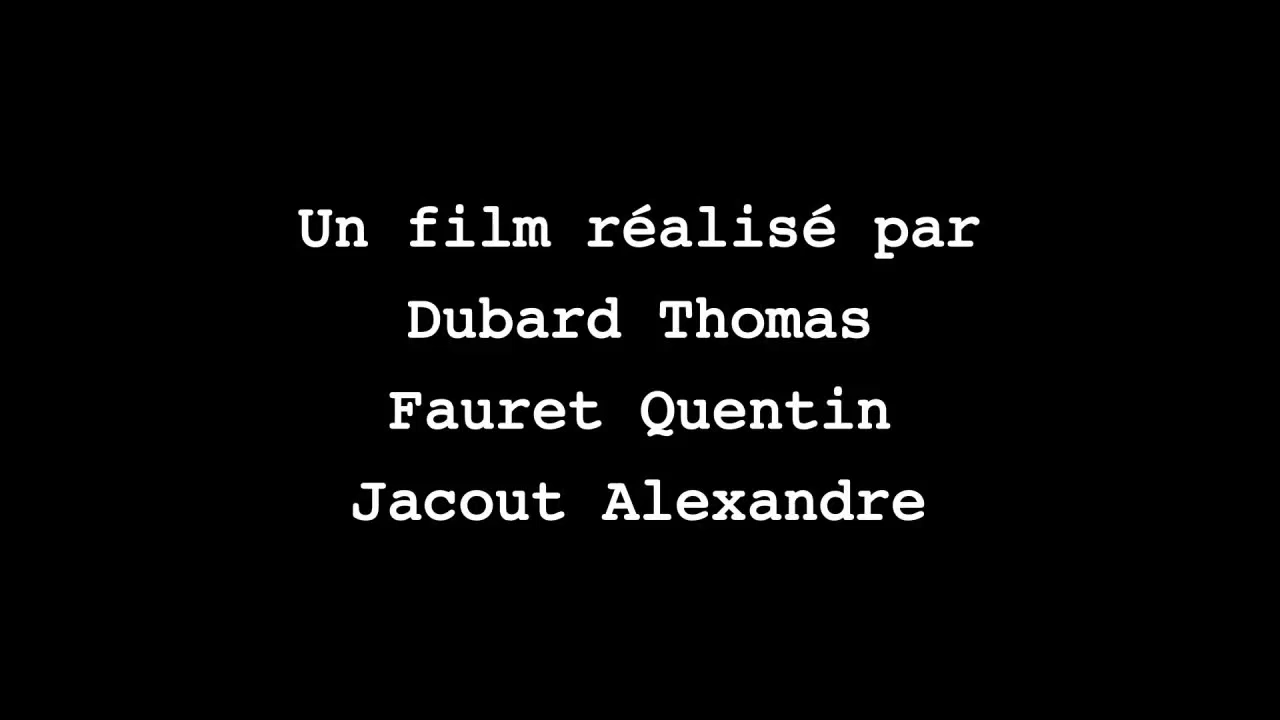 Un film réalisé par
Dubard Thomas
Fauret Quentin
Jacout Alexandre